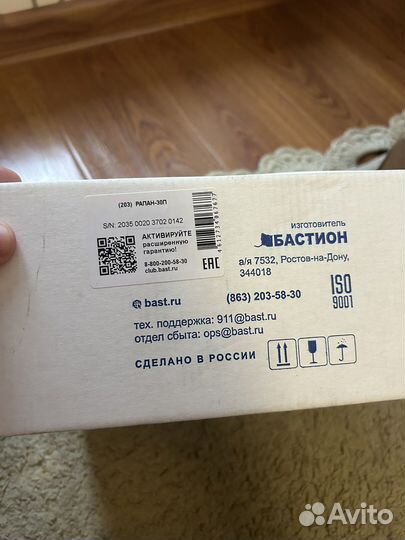 (203) РАПАН-30П
S/N: 2035 0020 3702 0142
АКТИВИРУЙТЕ
расширенную
гарантию!
8-800-200-58-30
club.bast.ru
EAC
изготовитель
БАСТИОН
а/я 7532, Ростов-на-Дону,
344018
bast.ru
(863) 203-58-30
ISO
9001
тех. поддержка: 911@bast.ru
отдел сбыта: ops@bast.ru
СДЕЛАНО В РОССИИ
Avito